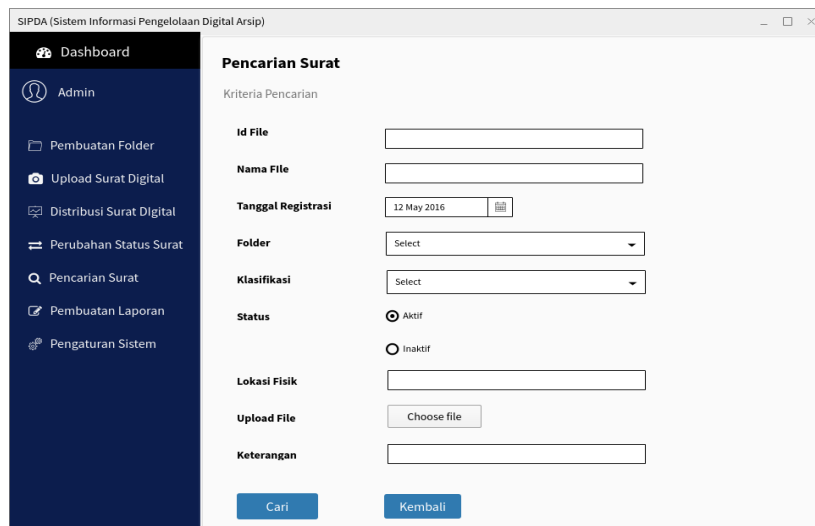 SIPDA (Sistem Informasi Pengelolaan Digital Arsip)
Dashboard
Admin
Pembuatan Folder
Upload Surat Digital
Distribusi Surat DIgital
Perubahan Status Surat
Pencarian Surat
Pembuatan Laporan
Pengaturan Sistem
Pencarian Surat
Kriteria Pencarian
Id File
Nama FIle
Tanggal Registrasi 12 May 2016
Folder Select
Klasifikasi Select
Status Aktif
Inaktif
Lokasi Fisik
Upload File Choose file
Keterangan
Cari Kembali